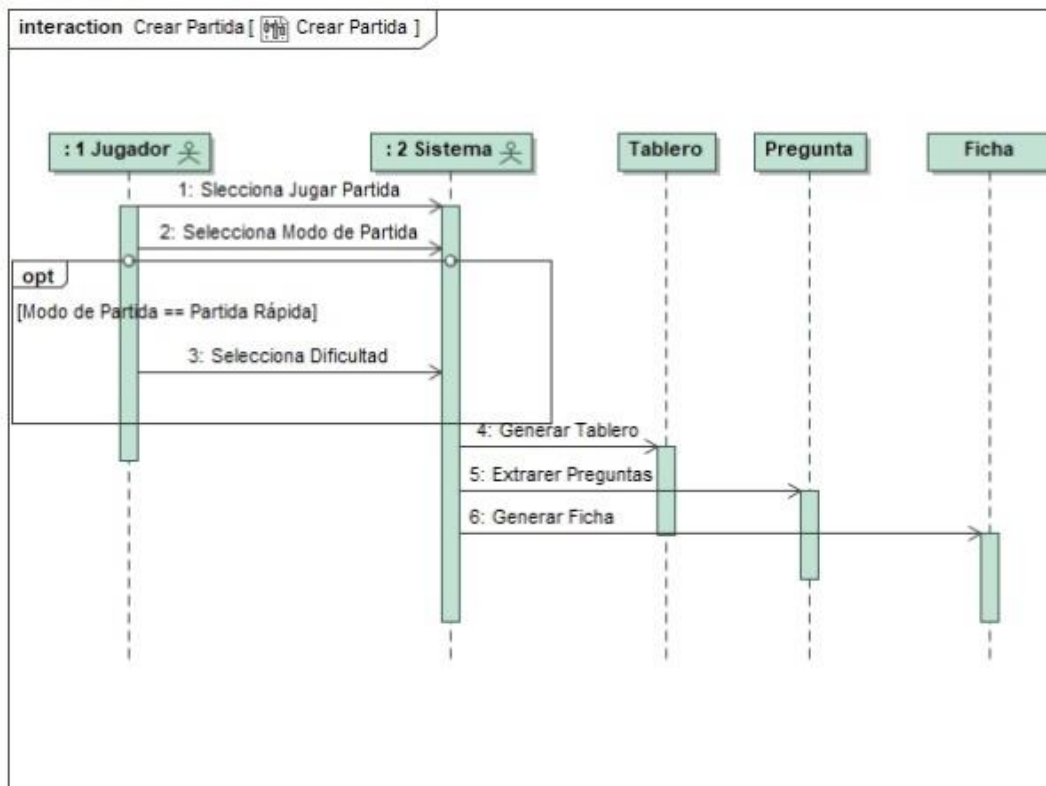 interaction Crear Partida [ Crear Partida ]
: 1 Jugador
: 2 Sistema
Tablero
Pregunta
Ficha
1: Slecciona Jugar Partida
2: Selecciona Modo de Partida
opt
[Modo de Partida == Partida Rápida]
3: Selecciona Dificultad
4: Generar Tablero
5: Extrarer Preguntas
6: Generar Ficha